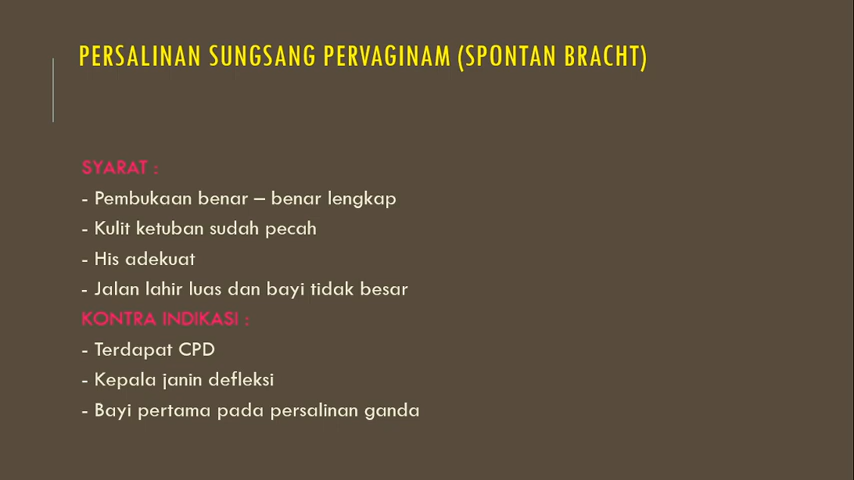 PERSALINAN SUNGSANG PERVAGINAM (SPONTAN BRACHT)
SYARAT :
- Pembukaan benar – benar lengkap
- Kulit ketuban sudah pecah
- His adekuat
- Jalan lahir luas dan bayi tidak besar
KONTRA INDIKASI :
- Terdapat CPD
- Kepala janin defleksi
- Bayi pertama pada persalinan ganda